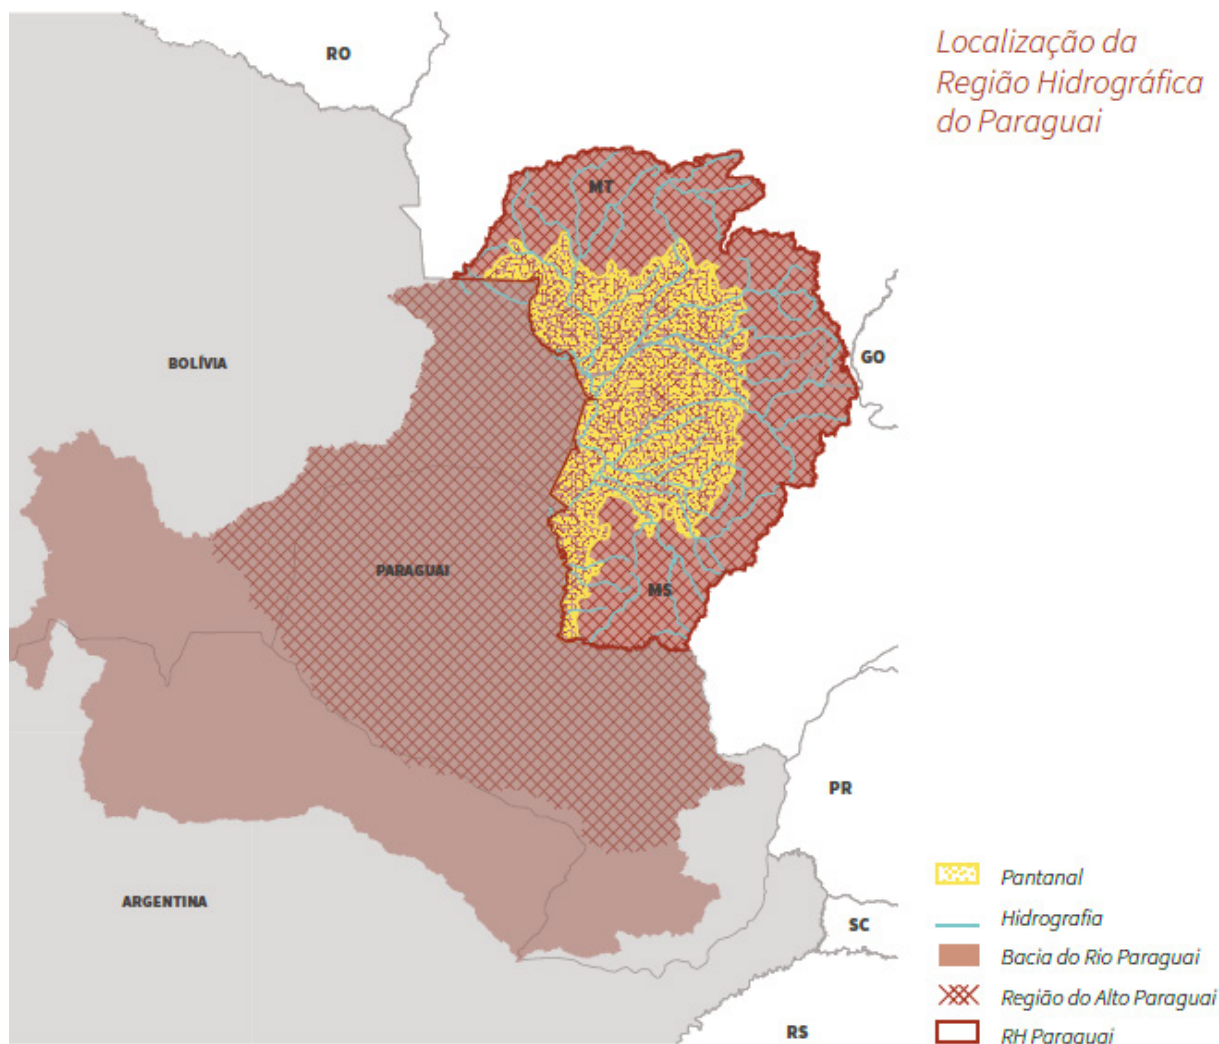 Localização da
Região Hidrográfica
do Paraguai
RO
MT
GO
BOLÍVIA
PARAGUAI
MS
PR
ARGENTINA
SC
RS
Pantanal
Hidrografia
Bacia do Rio Paraguai
Região do Alto Paraguai
RH Paraguai